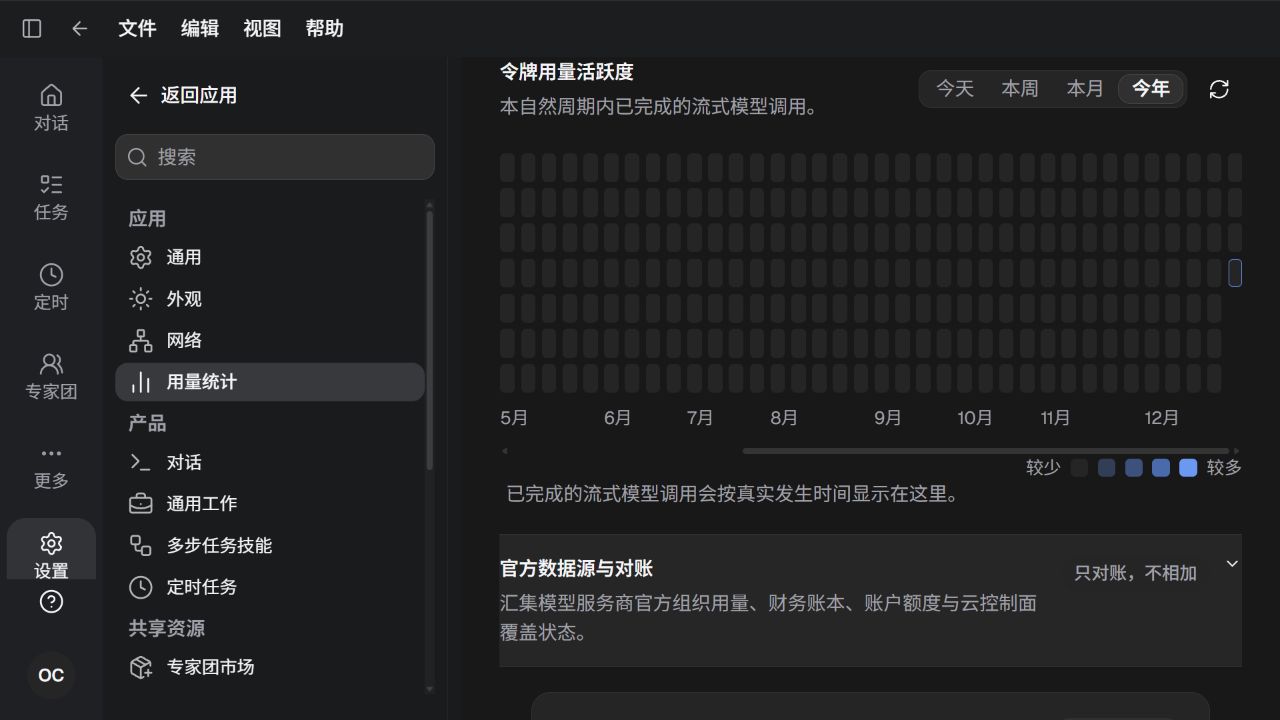 文件 编辑 视图 帮助
对话
任务
定时
专家团
更多
设置
OC
返回应用
搜索
应用
通用
外观
网络
用量统计
产品
对话
通用工作
多步任务技能
定时任务
共享资源
专家团市场
令牌用量活跃度
本自然周期内已完成的流式模型调用。
今天 本周 本月 今年
5月 6月 7月 8月 9月 10月 11月 12月
较少 较多
已完成的流式模型调用会按真实发生时间显示在这里。
官方数据源与对账
只对账，不相加
汇集模型服务商官方组织用量、财务账本、账户额度与云控制面
覆盖状态。